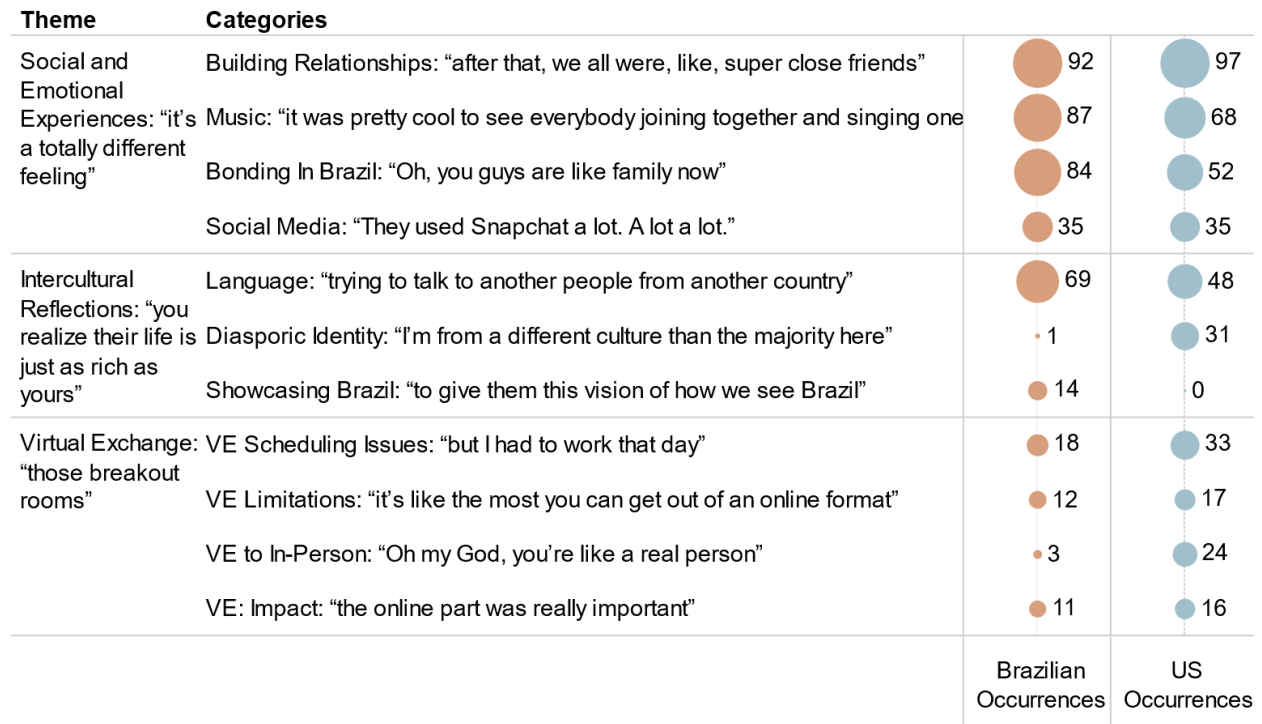 Theme Categories
Social and Emotional Experiences: “it’s a totally different feeling”
Building Relationships: “after that, we all were, like, super close friends” 92 97
Music: “it was pretty cool to see everybody joining together and singing one 87 68
Bonding In Brazil: “Oh, you guys are like family now” 84 52
Social Media: “They used Snapchat a lot. A lot a lot.” 35 35
Intercultural Reflections: “you realize their life is just as rich as yours”
Language: “trying to talk to another people from another country” 69 48
Diasporic Identity: “I’m from a different culture than the majority here” 1 31
Showcasing Brazil: “to give them this vision of how we see Brazil” 14 0
Virtual Exchange: “those breakout rooms”
VE Scheduling Issues: “but I had to work that day” 18 33
VE Limitations: “it’s like the most you can get out of an online format” 12 17
VE to In-Person: “Oh my God, you’re like a real person” 3 24
VE: Impact: “the online part was really important” 11 16
Brazilian Occurrences
US Occurrences